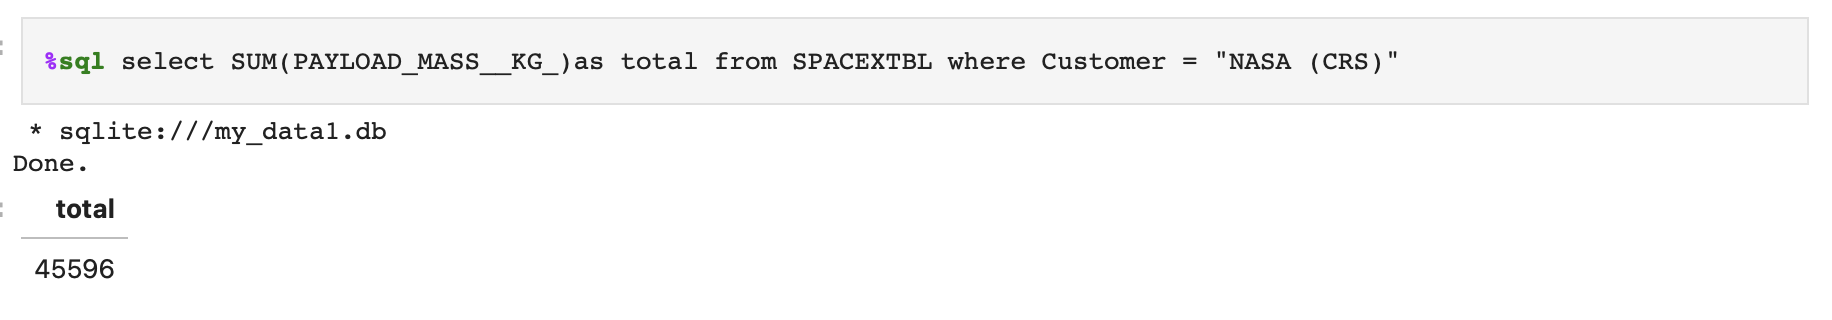 %sql select SUM(PAYLOAD_MASS__KG_)as total from SPACEXTBL where Customer = "NASA (CRS)"
* sqlite:///my_data1.db
Done.
total
45596